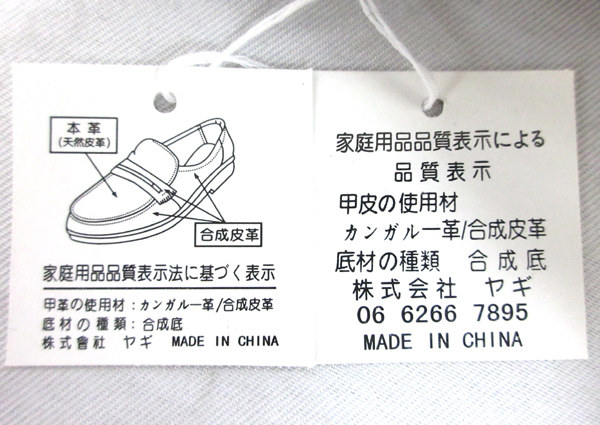 本革
(天然皮革)
合成皮革
家庭用品品質表示法に基づく表示
甲革の使用材:カンガルー革/合成皮革
底材の種類:合成底
株式會社 ヤギ MADE IN CHINA
家庭用品品質表示による
品質表示
甲皮の使用材
カンガルー革/合成皮革
底材の種類 合成底
株式会社 ヤギ
06 6266 7895
MADE IN CHINA